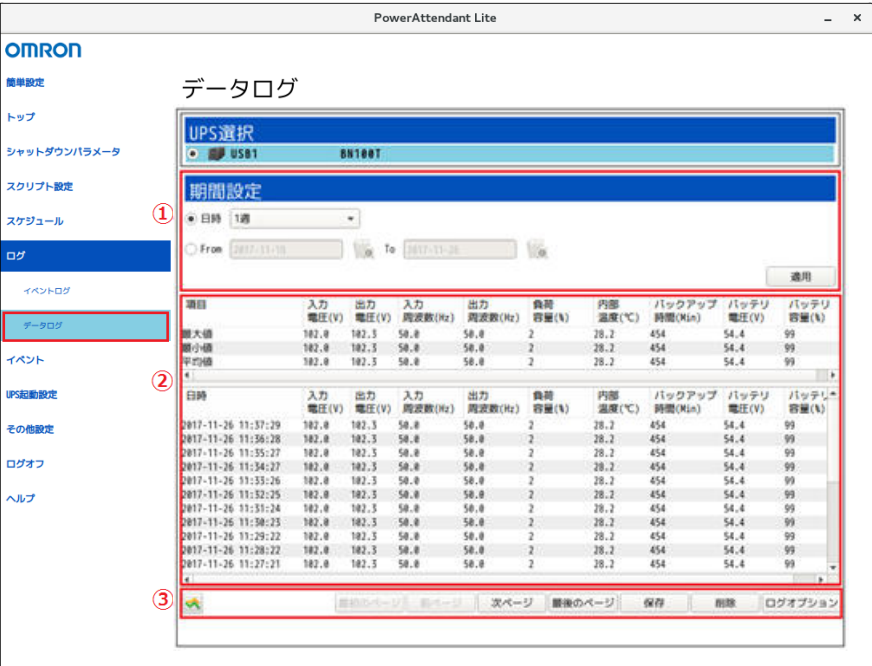 PowerAttendant Lite
OMRON
簡単設定
トップ
シャットダウンパラメータ
スクリプト設定
スケジュール
ログ
イベントログ
データログ
イベント
UPS起動設定
その他設定
ログオフ
ヘルプ
データログ
UPS選択
USB1 BN100T
①
期間設定
日時 1週
From 2017-11-19 To 2017-11-26
適用
②
項目 入力電圧(V) 出力電圧(V) 入力周波数(Hz) 出力周波数(Hz) 負荷容量(%) 内部温度(℃) バックアップ時間(Min) バッテリ電圧(V) バッテリ容量(%)
最大値 102.0 102.3 50.0 50.0 2 28.2 454 54.4 99
最小値 102.0 102.3 50.0 50.0 2 28.2 454 54.4 99
平均値 102.0 102.3 50.0 50.0 2 28.2 454 54.4 99
日時 入力電圧(V) 出力電圧(V) 入力周波数(Hz) 出力周波数(Hz) 負荷容量(%) 内部温度(℃) バックアップ時間(Min) バッテリ電圧(V) バッテリ容量(%)
2017-11-26 11:37:29 102.0 102.3 50.0 50.0 2 28.2 454 54.4 99
2017-11-26 11:36:28 102.0 102.3 50.0 50.0 2 28.2 454 54.4 99
2017-11-26 11:35:27 102.0 102.3 50.0 50.0 2 28.2 454 54.4 99
2017-11-26 11:34:27 102.0 102.3 50.0 50.0 2 28.2 454 54.4 99
2017-11-26 11:33:26 102.0 102.3 50.0 50.0 2 28.2 454 54.4 99
2017-11-26 11:32:25 102.0 102.3 50.0 50.0 2 28.2 454 54.4 99
2017-11-26 11:31:24 102.0 102.3 50.0 50.0 2 28.2 454 54.4 99
2017-11-26 11:30:23 102.0 102.3 50.0 50.0 2 28.2 454 54.4 99
2017-11-26 11:29:22 102.0 102.3 50.0 50.0 2 28.2 454 54.4 99
2017-11-26 11:28:22 102.0 102.3 50.0 50.0 2 28.2 454 54.4 99
2017-11-26 11:27:21 102.0 102.3 50.0 50.0 2 28.2 454 54.4 99
③
最初のページ 前ページ 次ページ 最後のページ 保存 削除 ログオプション